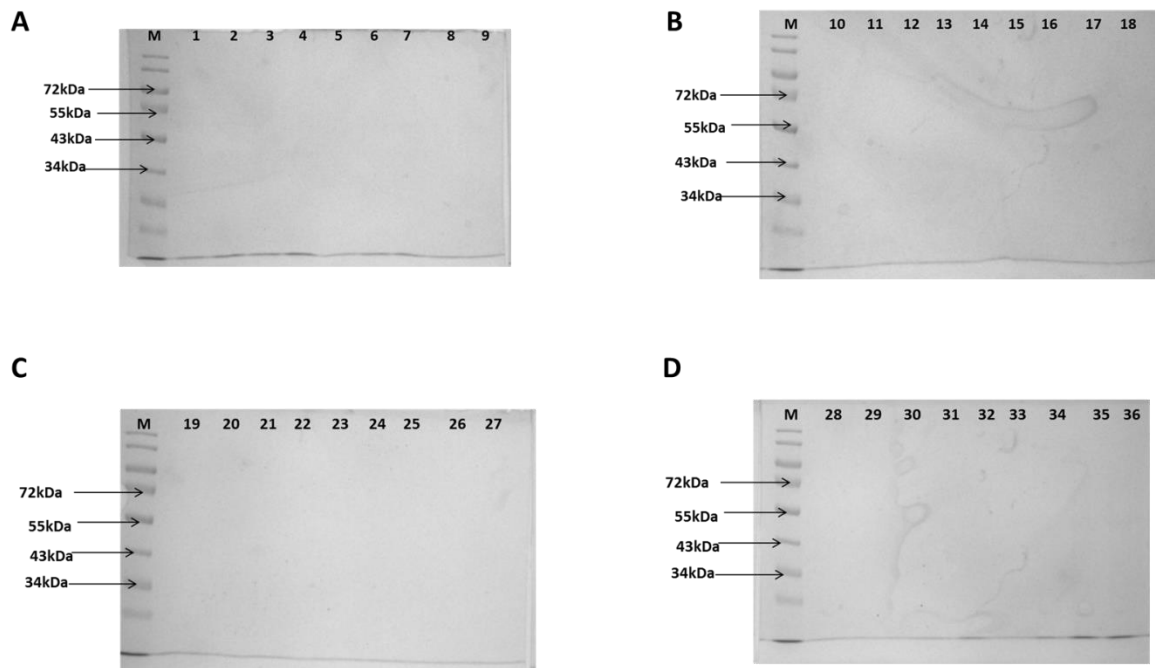 A
M 1 2 3 4 5 6 7 8 9
72kDa
55kDa
43kDa
34kDa
B
M 10 11 12 13 14 15 16 17 18
72kDa
55kDa
43kDa
34kDa
C
M 19 20 21 22 23 24 25 26 27
72kDa
55kDa
43kDa
34kDa
D
M 28 29 30 31 32 33 34 35 36
72kDa
55kDa
43kDa
34kDa